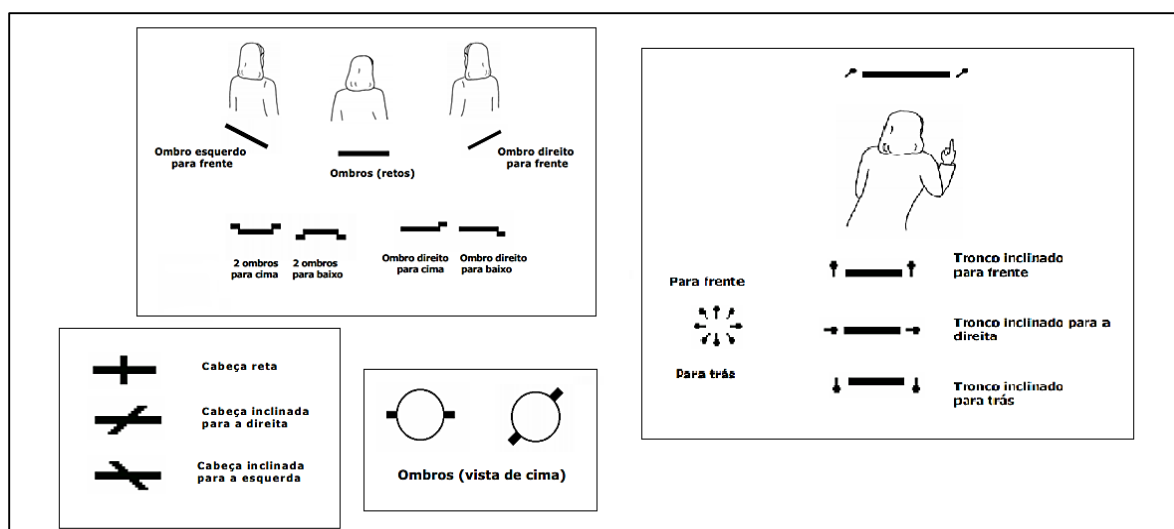 Ombro esquerdo
para frente
Ombros (retos)
Ombro direito
para frente
2 ombros
para cima
2 ombros
para baixo
Ombro direito
para cima
Ombro direito
para baixo
Cabeça reta
Cabeça inclinada
para a direita
Cabeça inclinada
para a esquerda
Ombros (vista de cima)
Para frente
Para trás
Tronco inclinado
para frente
Tronco inclinado para a
direita
Tronco inclinado
para trás